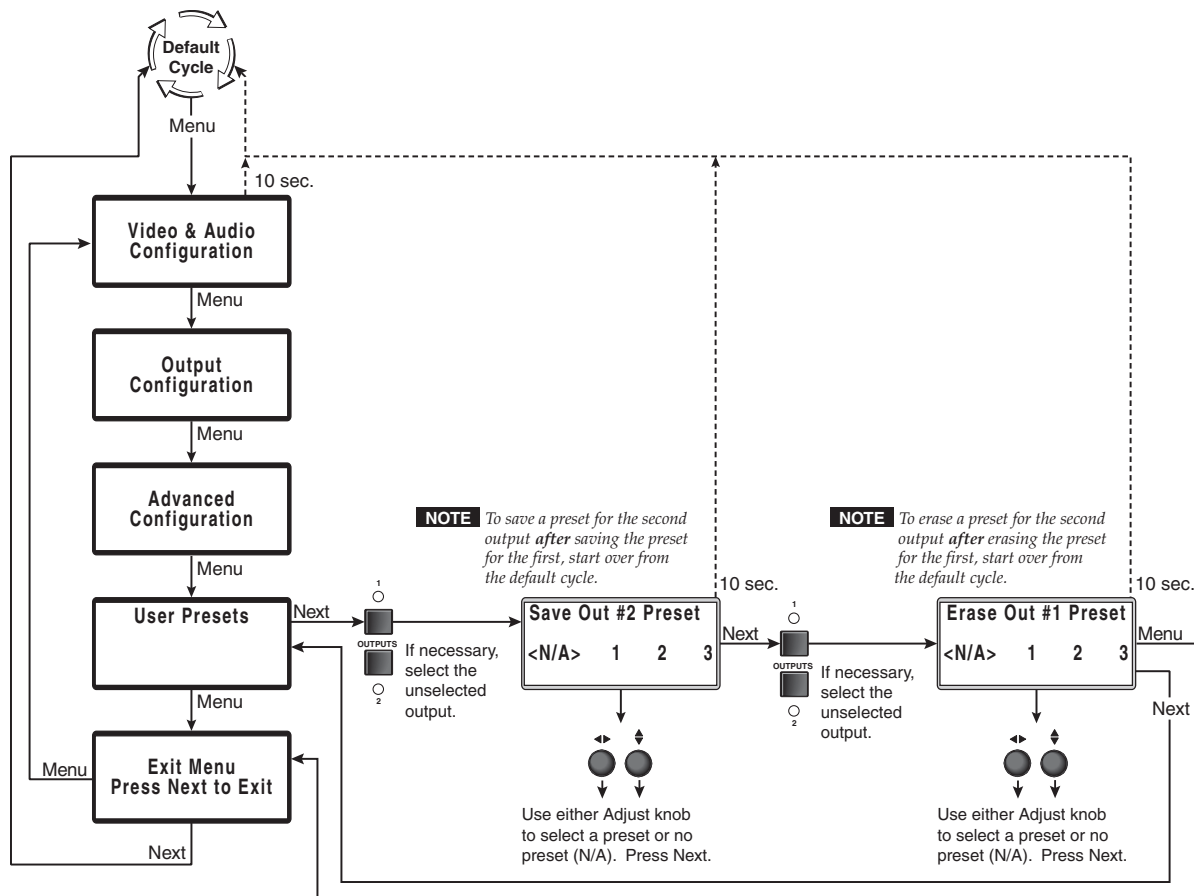 Default
Cycle
Menu
10 sec.
Video & Audio
Configuration
Menu
Output
Configuration
Menu
Advanced
Configuration
Menu
User Presets
Next
Menu
Exit Menu
Press Next to Exit
Menu
Next
1
OUTPUTS
2
If necessary,
select the
unselected
output.
NOTE To save a preset for the second
output after saving the preset
for the first, start over from
the default cycle.
10 sec.
Save Out #2 Preset
<N/A> 1 2 3
Next
Use either Adjust knob
to select a preset or no
preset (N/A). Press Next.
1
OUTPUTS
2
If necessary,
select the
unselected
output.
NOTE To erase a preset for the second
output after erasing the preset
for the first, start over from
the default cycle.
10 sec.
Erase Out #1 Preset
<N/A> 1 2 3
Menu
Next
Use either Adjust knob
to select a preset or no
preset (N/A). Press Next.